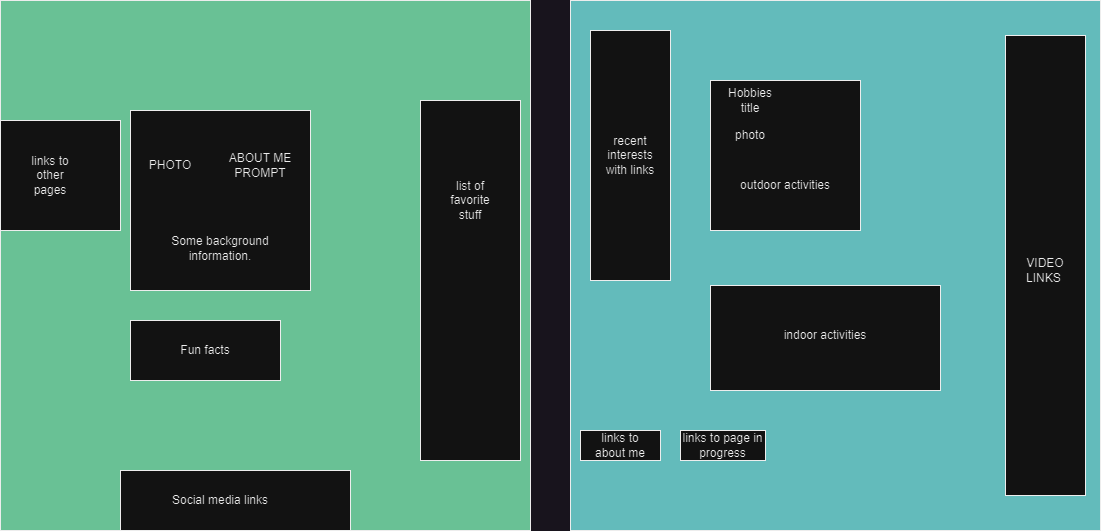 links to
other
pages
PHOTO
ABOUT ME
PROMPT
Some background
information.
list of
favorite
stuff
Fun facts
Social media links
recent
interests
with links
Hobbies
title
photo
outdoor activities
indoor activities
VIDEO
LINKS
links to
about me
links to page in
progress